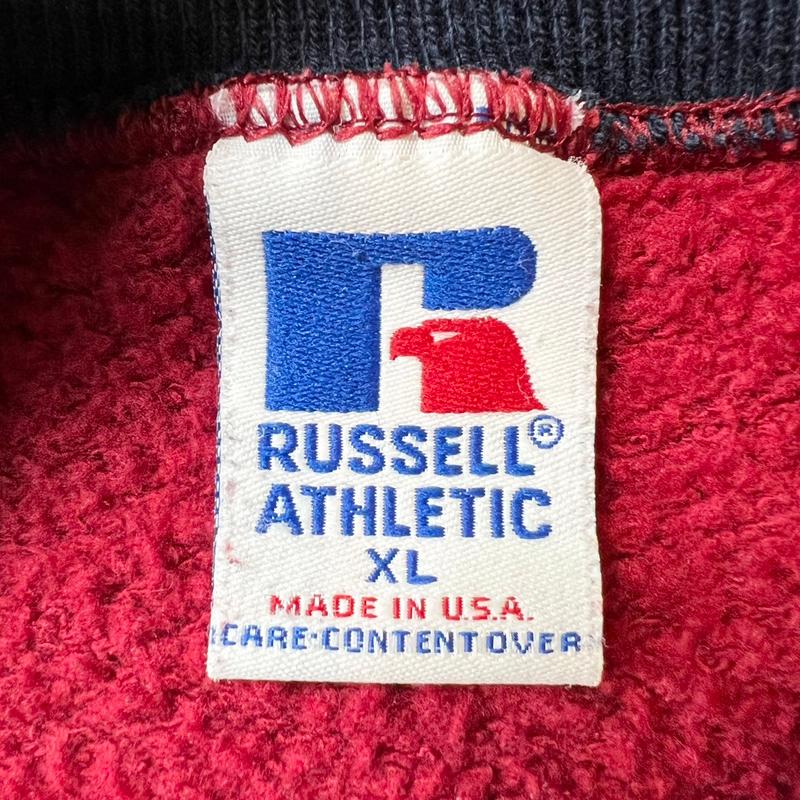 RUSSELL®
ATHLETIC
XL
MADE IN U.S.A.
CARE·CONTENT OVER